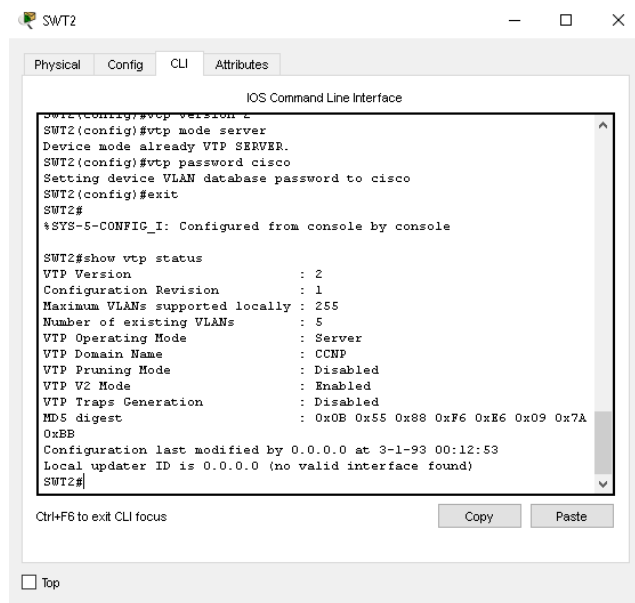 SWT2
Physical Config CLI Attributes
IOS Command Line Interface
SWT2(config)#vtp version 2
SWT2(config)#vtp mode server
Device mode already VTP SERVER.
SWT2(config)#vtp password cisco
Setting device VLAN database password to cisco
SWT2(config)#exit
SWT2#
%SYS-5-CONFIG_I: Configured from console by console
SWT2#show vtp status
VTP Version : 2
Configuration Revision : 1
Maximum VLANs supported locally : 255
Number of existing VLANs : 5
VTP Operating Mode : Server
VTP Domain Name : CCNP
VTP Pruning Mode : Disabled
VTP V2 Mode : Enabled
VTP Traps Generation : Disabled
MD5 digest : 0x0B 0x55 0x88 0xF6 0xE6 0x09 0x7A
0xBB
Configuration last modified by 0.0.0.0 at 3-1-93 00:12:53
Local updater ID is 0.0.0.0 (no valid interface found)
SWT2#
Ctrl+F6 to exit CLI focus
Copy Paste
Top